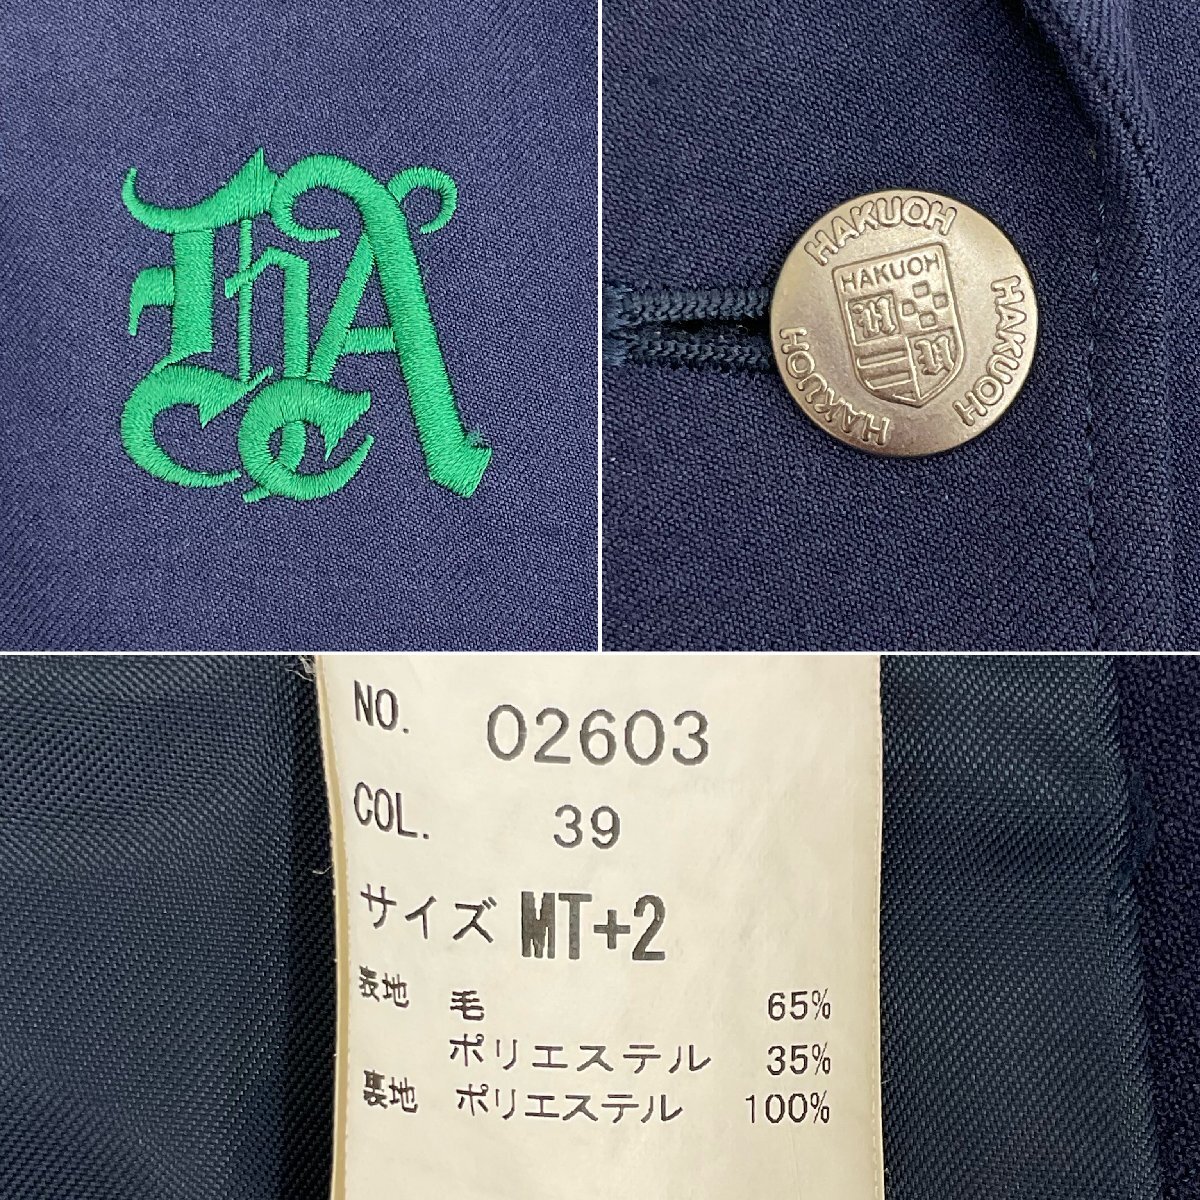 HAKUOH
HAKUOH
HAKUOH
HAKUOH
HAKUOH
NO. 02603
COL. 39
サイズ MT+2
表地 毛 65%
ポリエステル 35%
裏地 ポリエステル 100%